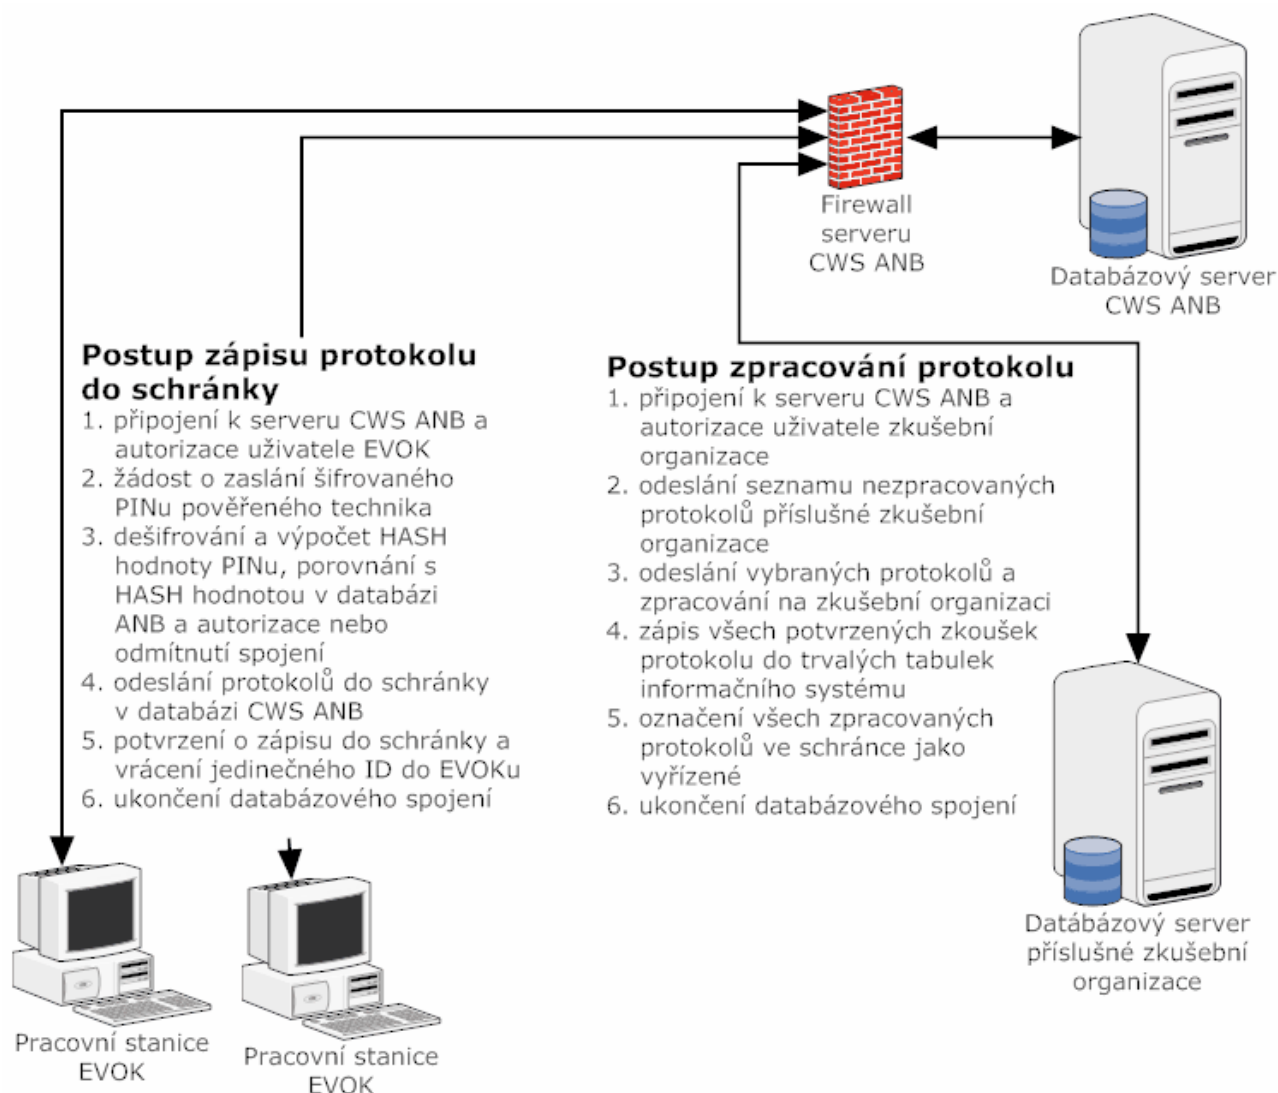 Firewall
serveru
CWS ANB
Databázový server
CWS ANB
Postup zápisu protokolu
do schránky
1. připojení k serveru CWS ANB a
autorizace uživatele EVOK
2. žádost o zaslání šifrovaného
PINu pověřeného technika
3. dešifrování a výpočet HASH
hodnoty PINu, porovnání s
HASH hodnotou v databázi
ANB a autorizace nebo
odmítnutí spojení
4. odeslání protokolů do schránky
v databázi CWS ANB
5. potvrzení o zápisu do schránky a
vrácení jedinečného ID do EVOKu
6. ukončení databázového spojení
Postup zpracování protokolu
1. připojení k serveru CWS ANB a
autorizace uživatele zkušební
organizace
2. odeslání seznamu nezpracovaných
protokolů příslušné zkušební
organizace
3. odeslání vybraných protokolů a
zpracování na zkušební organizaci
4. zápis všech potvrzených zkoušek
protokolu do trvalých tabulek
informačního systému
5. označení všech zpracovaných
protokolů ve schránce jako
vyřízené
6. ukončení databázového spojení
Datábázový server
příslušné zkušební
organizace
Pracovní stanice
EVOK
Pracovní stanice
EVOK